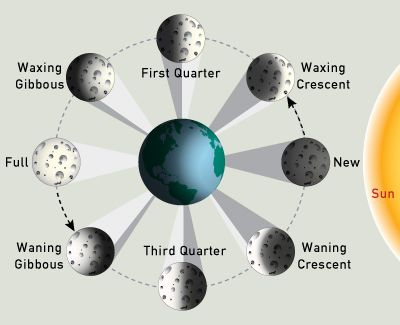 Waxing
Gibbous
First Quarter
Waxing
Crescent
Full
New
Sun
Waning
Gibbous
Third Quarter
Waning
Crescent